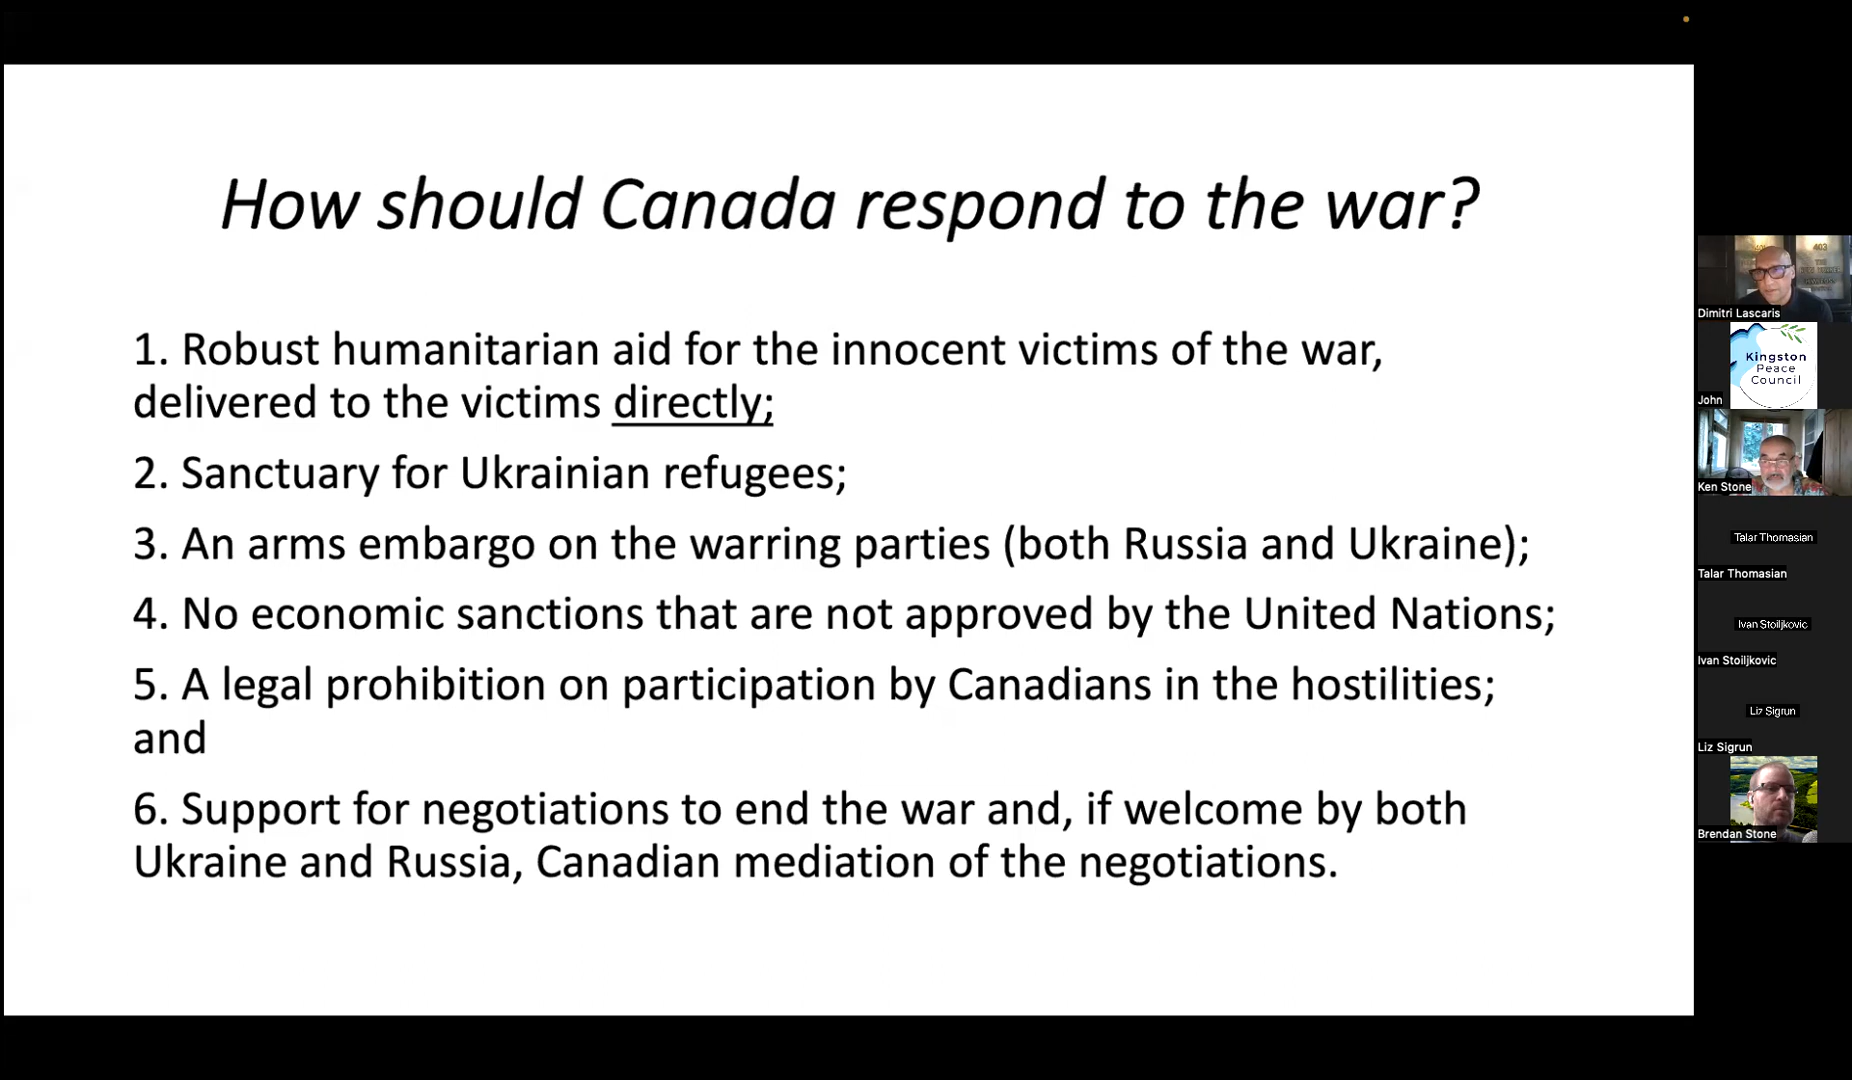 How should Canada respond to the war?
1. Robust humanitarian aid for the innocent victims of the war,
delivered to the victims directly;
2. Sanctuary for Ukrainian refugees;
3. An arms embargo on the warring parties (both Russia and Ukraine);
4. No economic sanctions that are not approved by the United Nations;
5. A legal prohibition on participation by Canadians in the hostilities;
and
6. Support for negotiations to end the war and, if welcome by both
Ukraine and Russia, Canadian mediation of the negotiations.
403
Dimitri Lascaris
Kingston
Peace
Council
John
Ken Stone
Talar Thomasian
Talar Thomasian
Ivan Stoiljkovic
Ivan Stoiljkovic
Liz Sigrun
Liz Sigrun
Brendan Stone